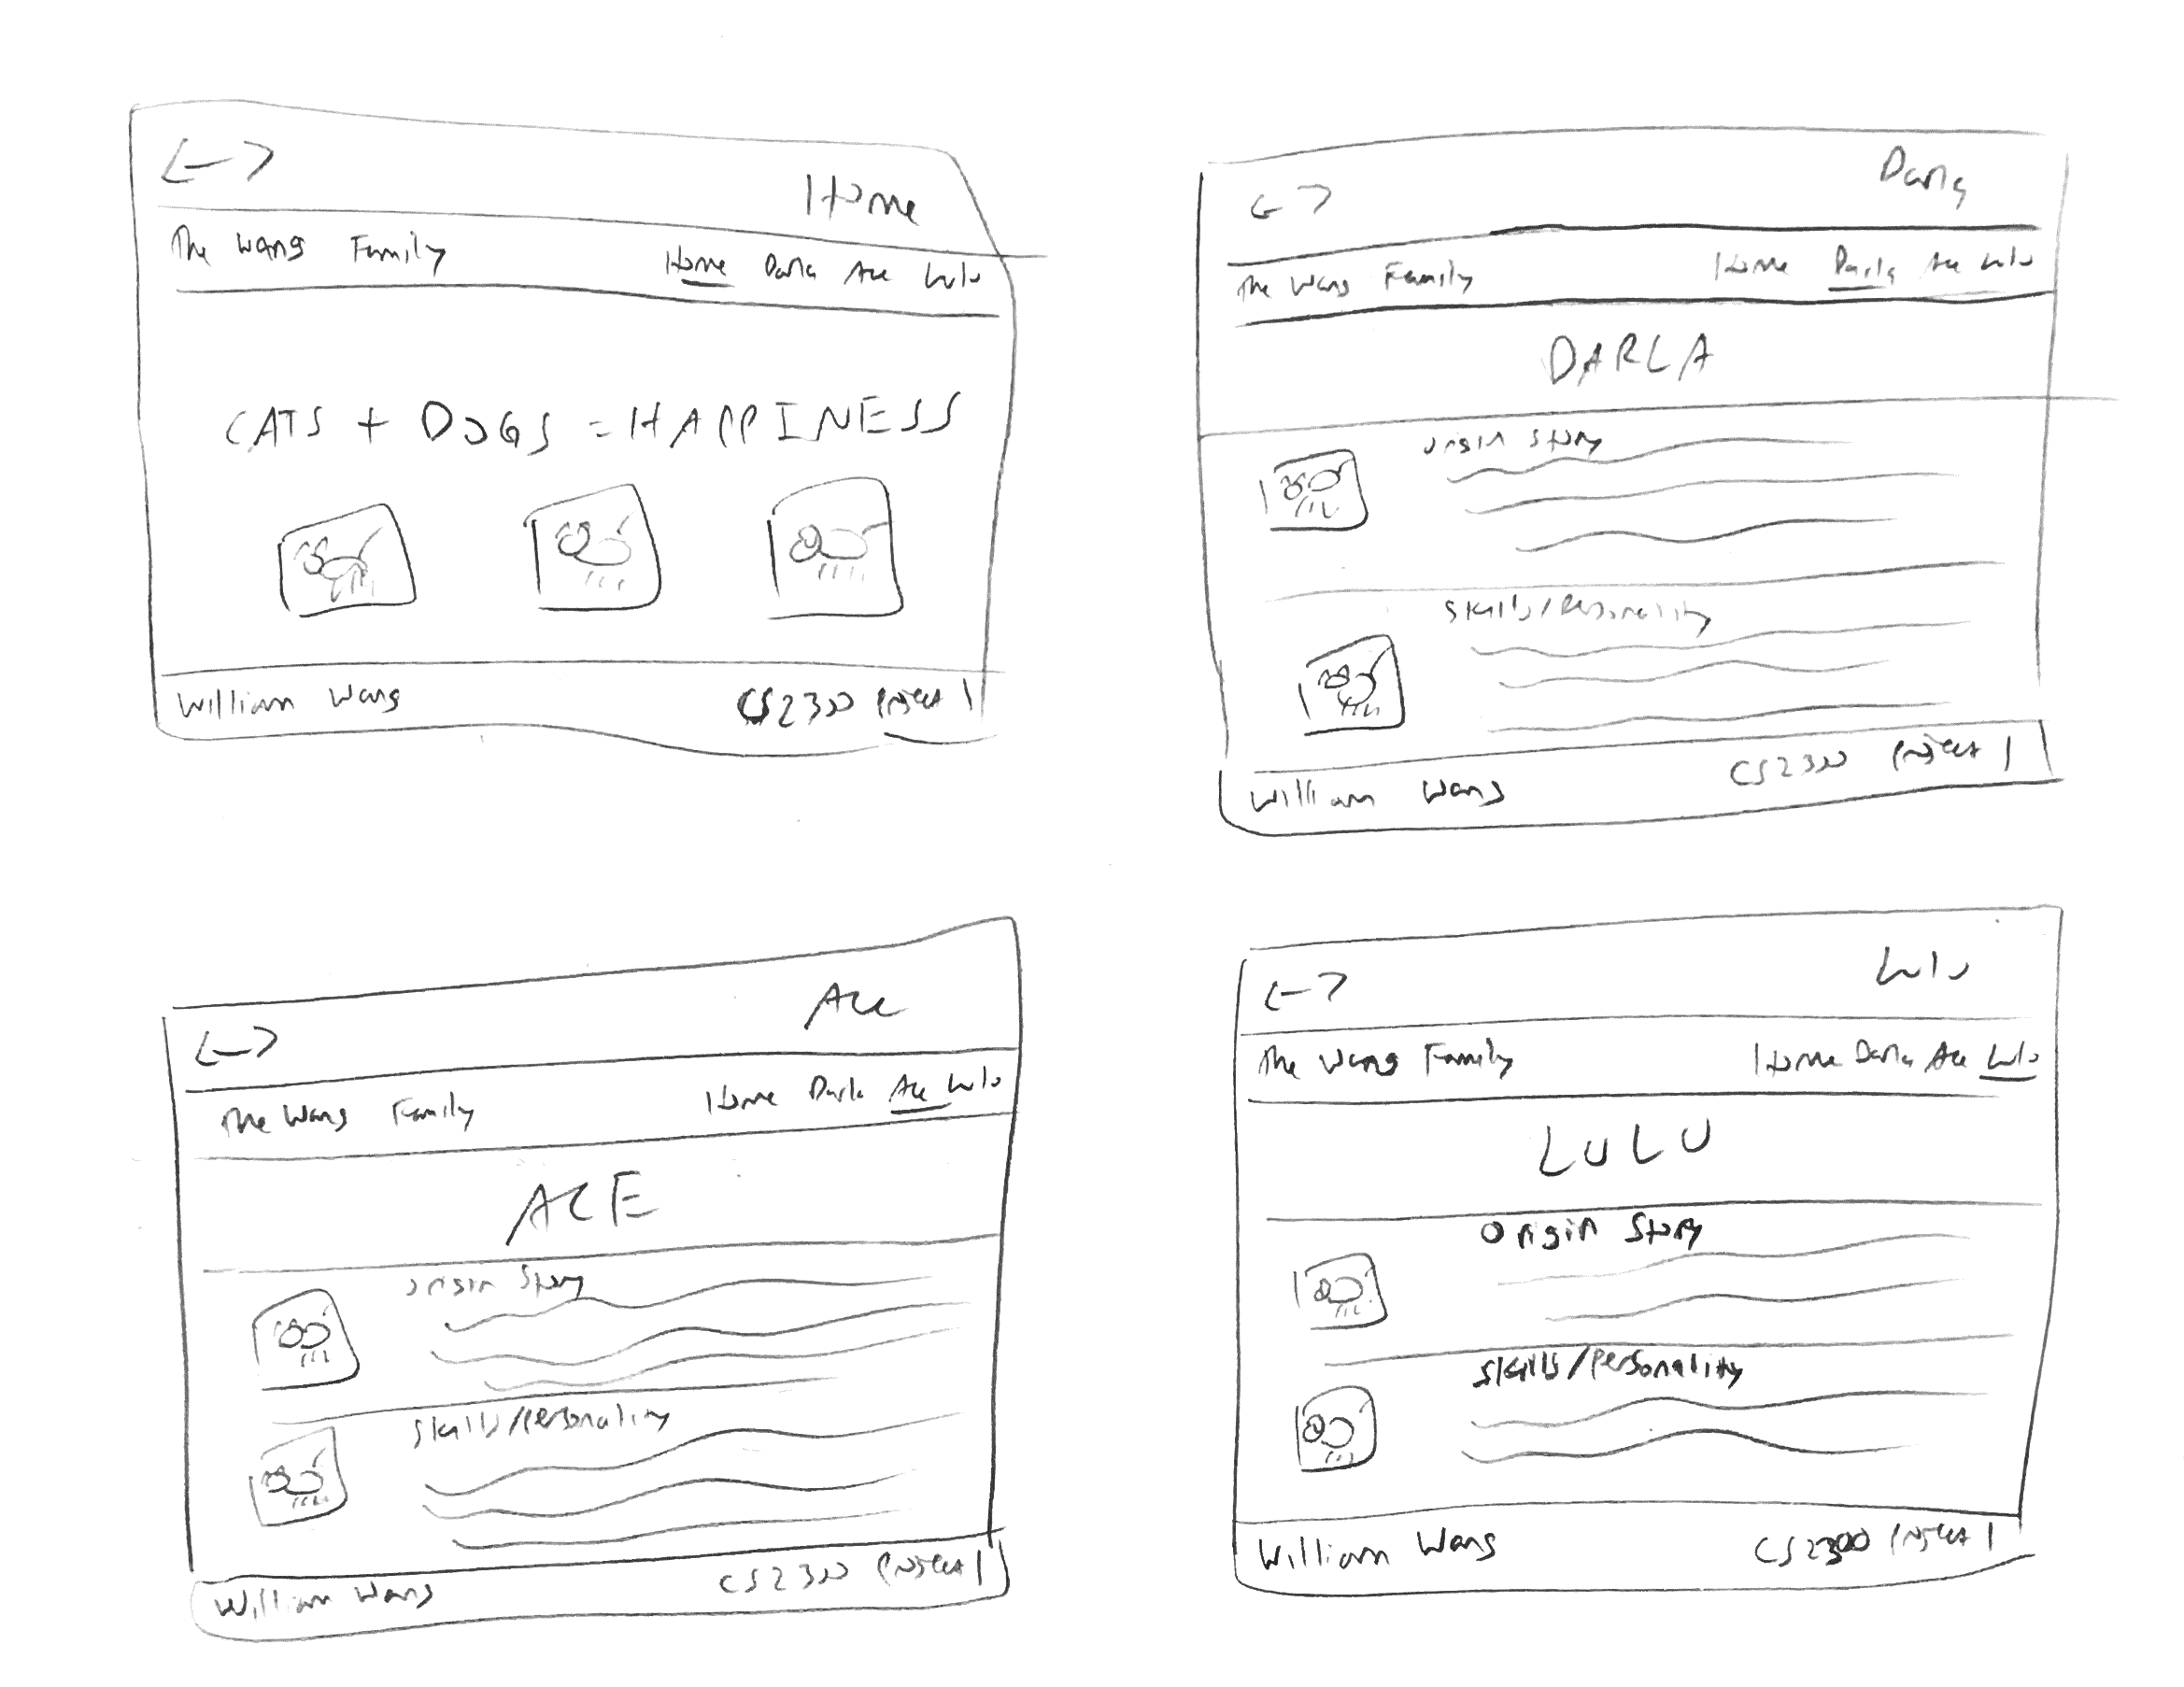 Home
The Wang Family Home Darla Ace Lulu
CATS + DOGS = HAPPINESS
William Wang CS2300 Project 1
Darla
The Wang Family Home Darla Ace Lulu
DARLA
Origin Story
Skills/Personality
William Wang CS2300 Project 1
Ace
The Wang Family Home Darla Ace Lulu
ACE
Origin Story
Skills/Personality
William Wang CS2300 Project 1
Lulu
The Wang Family Home Darla Ace Lulu
LULU
Origin Story
Skills/Personality
William Wang CS2300 Project 1